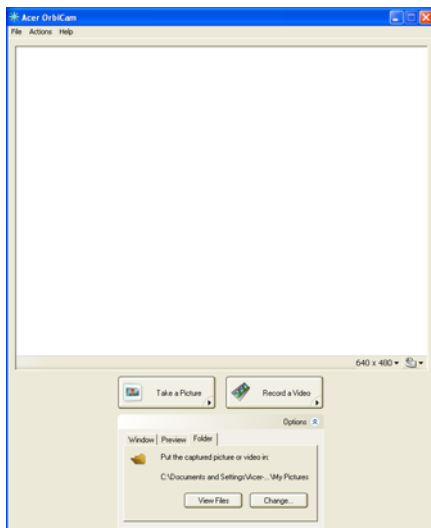 Acer OrbiCam
File Actions Help
640 x 480
Take a Picture Record a Video
Options
Window Preview Folder
Put the captured picture or video in:
C:\Documents and Settings\Acer-...\My Pictures
View Files Change...